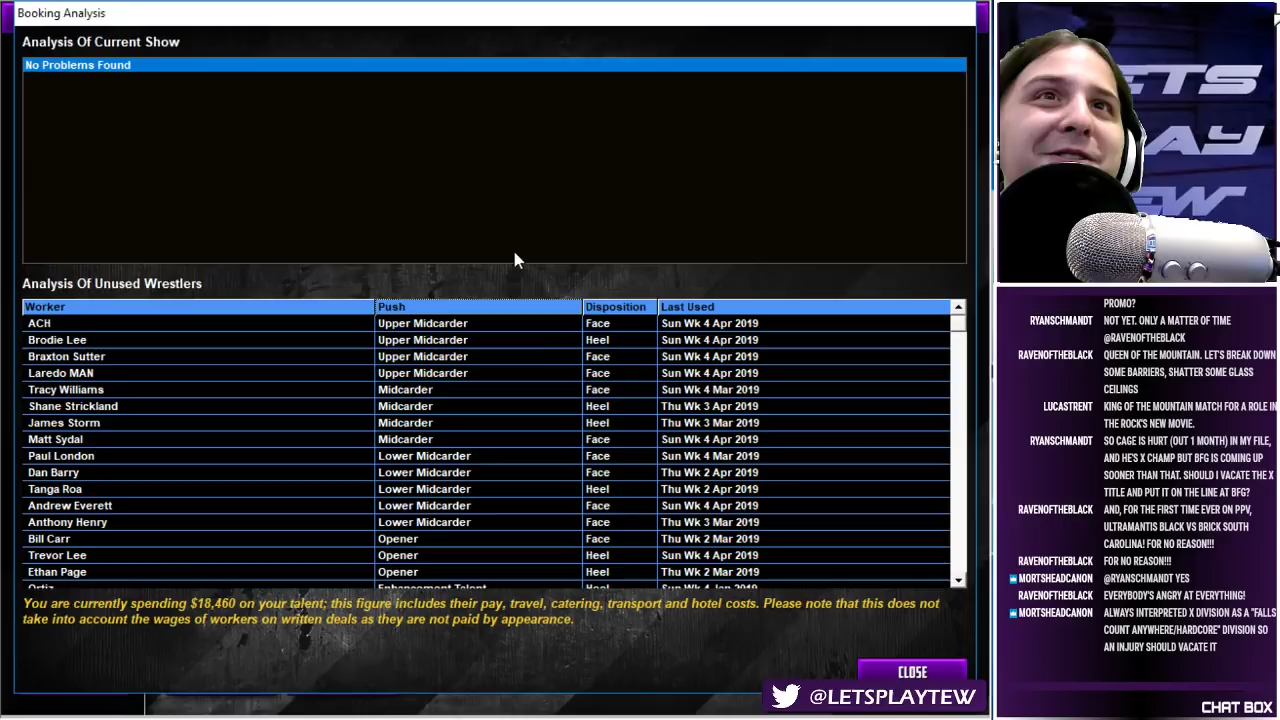 Booking Analysis
Analysis Of Current Show
No Problems Found
Analysis Of Unused Wrestlers
Worker Push Disposition Last Used
ACH Upper Midcarder Face Sun Wk 4 Apr 2019
Brodie Lee Upper Midcarder Heel Sun Wk 4 Apr 2019
Braxton Sutter Upper Midcarder Face Sun Wk 4 Apr 2019
Laredo MAN Upper Midcarder Face Sun Wk 4 Apr 2019
Tracy Williams Midcarder Face Sun Wk 4 Mar 2019
Shane Strickland Midcarder Heel Thu Wk 3 Apr 2019
James Storm Midcarder Heel Thu Wk 3 Mar 2019
Matt Sydal Midcarder Face Sun Wk 4 Apr 2019
Paul London Lower Midcarder Face Sun Wk 4 Mar 2019
Dan Barry Lower Midcarder Face Thu Wk 2 Apr 2019
Tanga Roa Lower Midcarder Heel Thu Wk 2 Apr 2019
Andrew Everett Lower Midcarder Face Sun Wk 4 Apr 2019
Anthony Henry Lower Midcarder Face Thu Wk 3 Mar 2019
Bill Carr Opener Face Thu Wk 2 Mar 2019
Trevor Lee Opener Heel Sun Wk 4 Apr 2019
Ethan Page Opener Heel Thu Wk 2 Mar 2019
Ortiz Enhancement Talent Heel Sun Wk 4 Jan 2019
You are currently spending $18,460 on your talent; this figure includes their pay, travel, catering, transport and hotel costs. Please note that this does
not take into account the wages of workers on written deals as they are not paid by appearance.
CLOSE
@LETSPLAYTEW
ETS
PLAY
EW
PROMO?
RYANSCHMANDT NOT YET. ONLY A MATTER OF TIME
@RAVENOFTHEBLACK
RAVENOFTHEBLACK QUEEN OF THE MOUNTAIN. LET'S BREAK DOWN
SOME BARRIERS, SHATTER SOME GLASS
CEILINGS
LUCASTRENT KING OF THE MOUNTAIN MATCH FOR A ROLE IN
THE ROCK'S NEW MOVIE.
RYANSCHMANDT SO CAGE IS HURT (OUT 1 MONTH) IN MY FILE,
AND HE'S X CHAMP BUT BFG IS COMING UP
SOONER THAN THAT. SHOULD I VACATE THE X
TITLE AND PUT IT ON THE LINE AT BFG?
RAVENOFTHEBLACK AND, FOR THE FIRST TIME EVER ON PPV,
ULTRAMANTIS BLACK VS BRICK SOUTH
CAROLINA! FOR NO REASON!!!
RAVENOFTHEBLACK FOR NO REASON!!!
MORTSHEADCANON @RYANSCHMANDT YES
RAVENOFTHEBLACK EVERYBODY'S ANGRY AT EVERYTHING!
MORTSHEADCANON ALWAYS INTERPRETED X DIVISION AS A "FALLS
COUNT ANYWHERE/HARDCORE" DIVISION SO
AN INJURY SHOULD VACATE IT
CHAT BOX